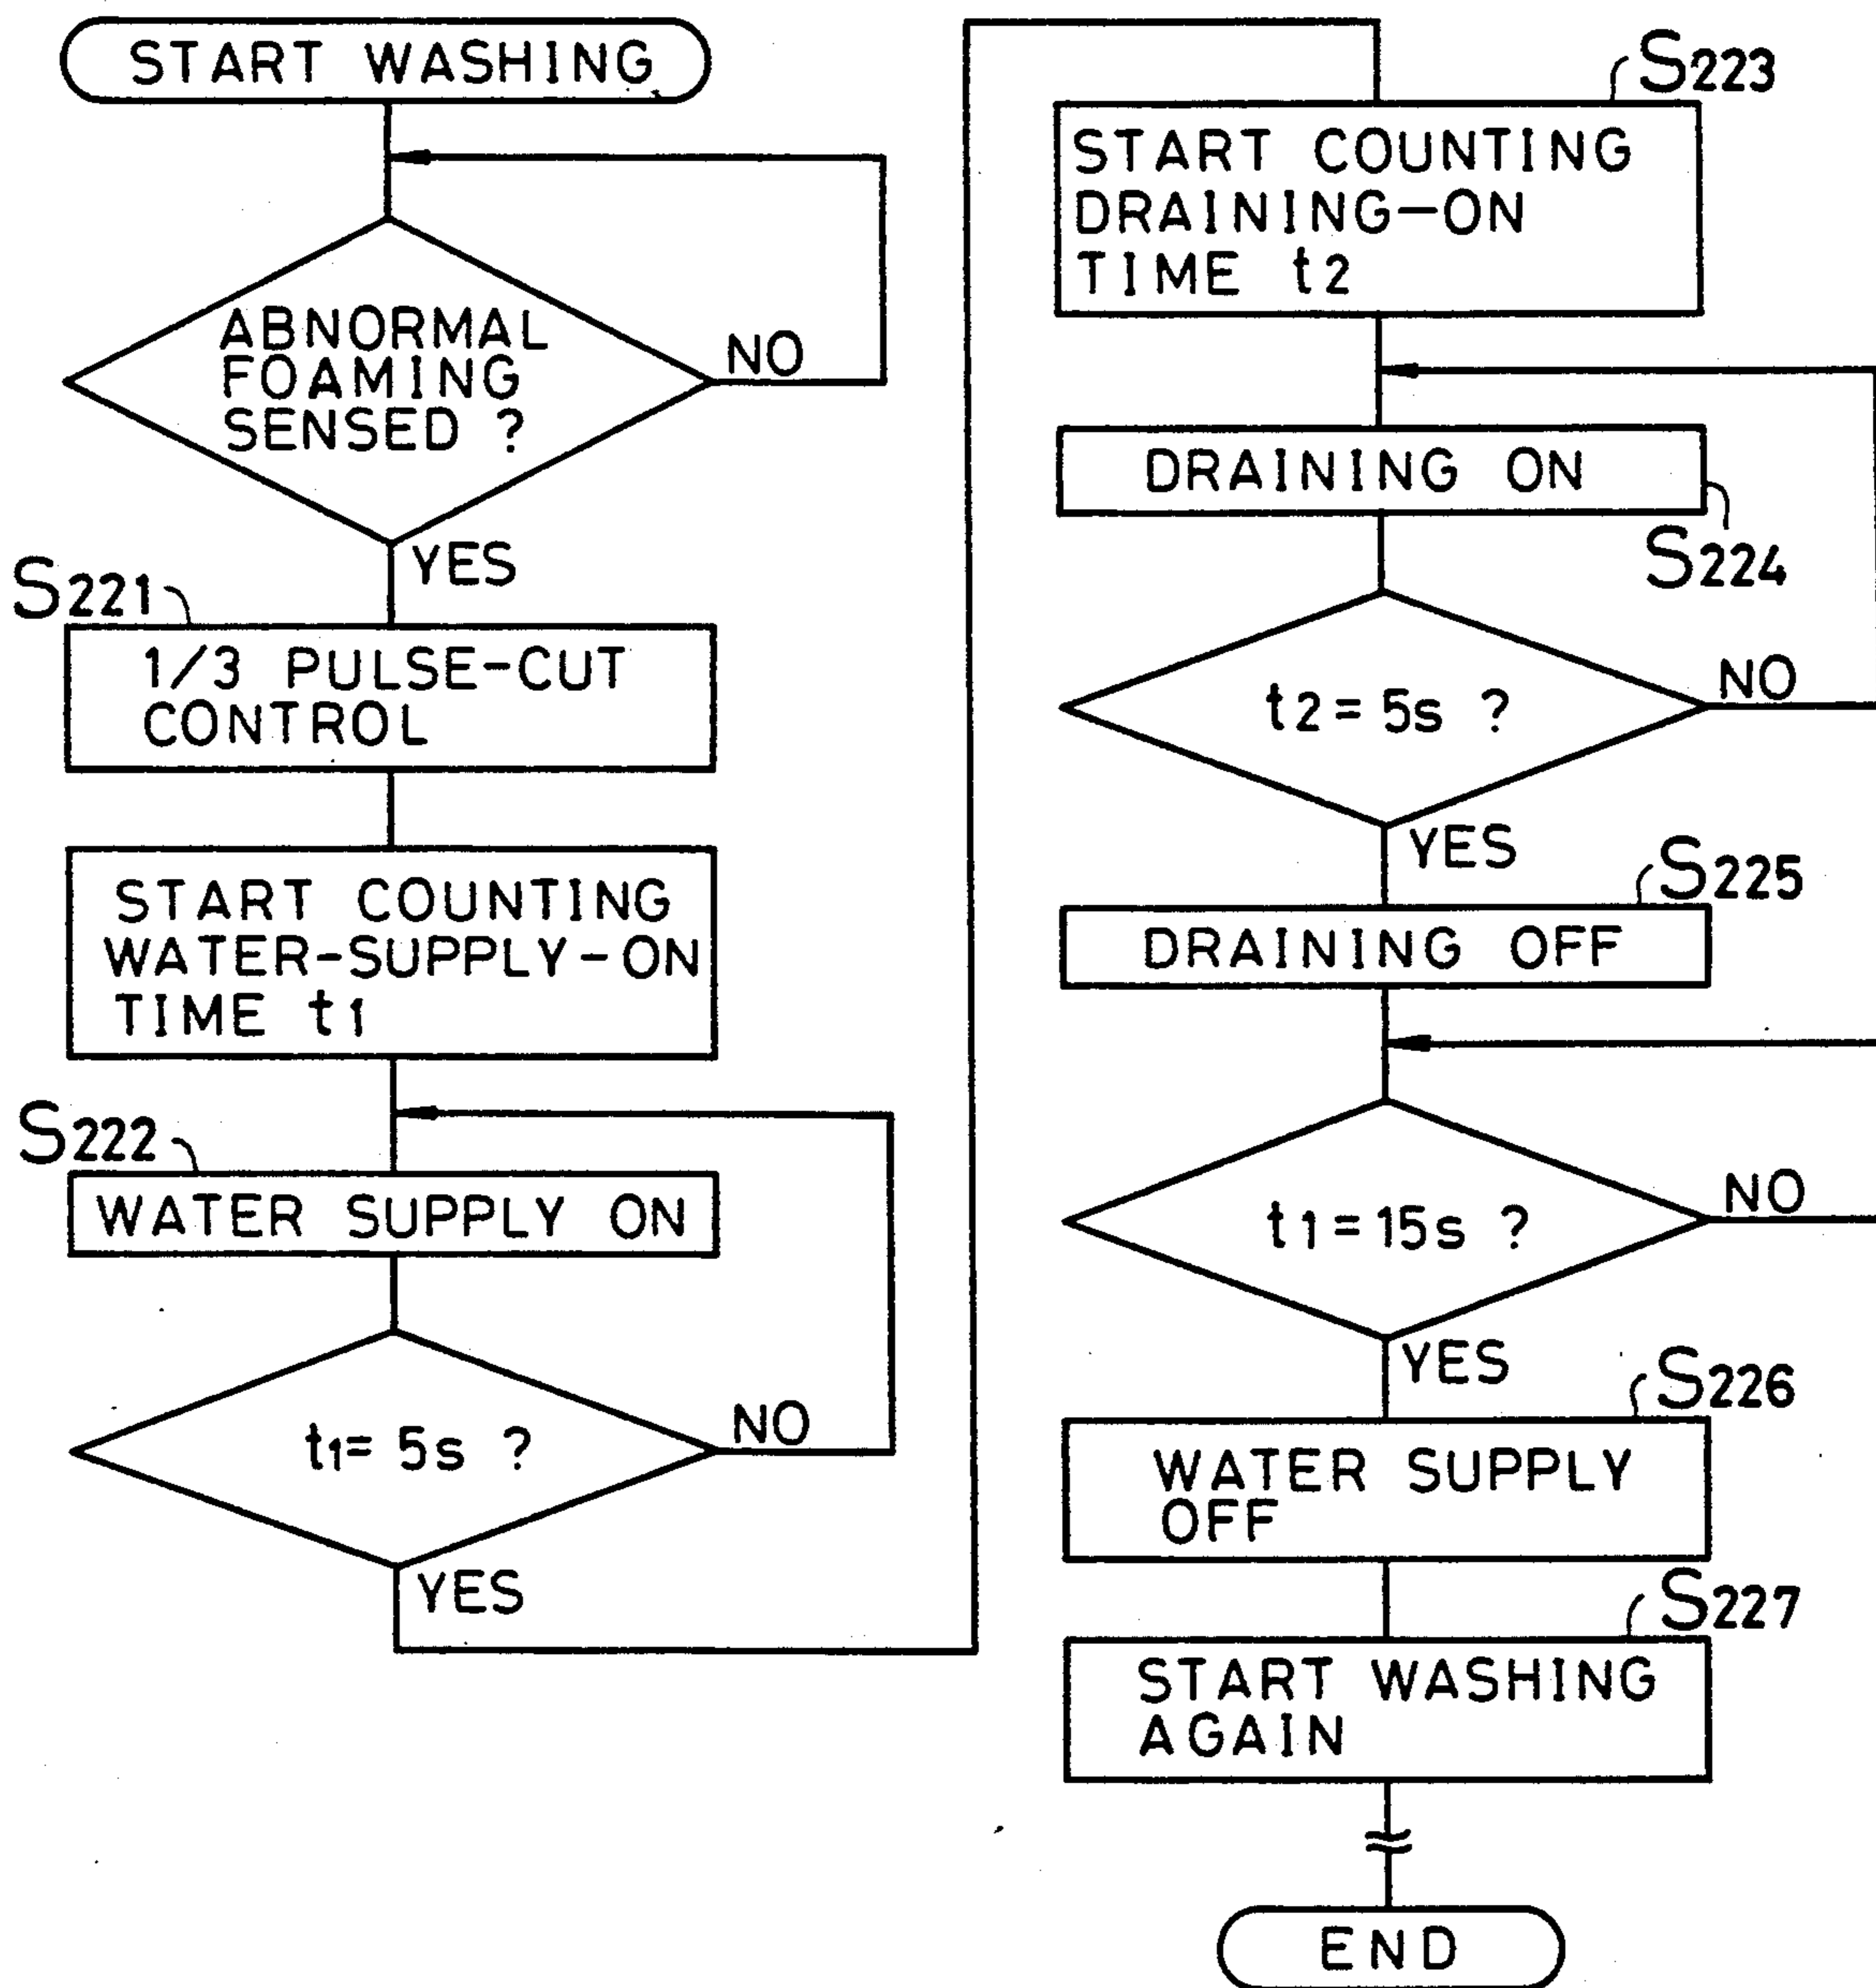 START WASHING
ABNORMAL
FOAMING
SENSED ?
NO
YES
S221
1/3 PULSE-CUT
CONTROL
START COUNTING
WATER-SUPPLY-ON
TIME t1
S222
WATER SUPPLY ON
t1= 5s ?
NO
YES
S223
START COUNTING
DRAINING-ON
TIME t2
DRAINING ON
S224
t2= 5s ?
NO
YES
S225
DRAINING OFF
t1=15s ?
NO
YES
S226
WATER SUPPLY
OFF
S227
START WASHING
AGAIN
END